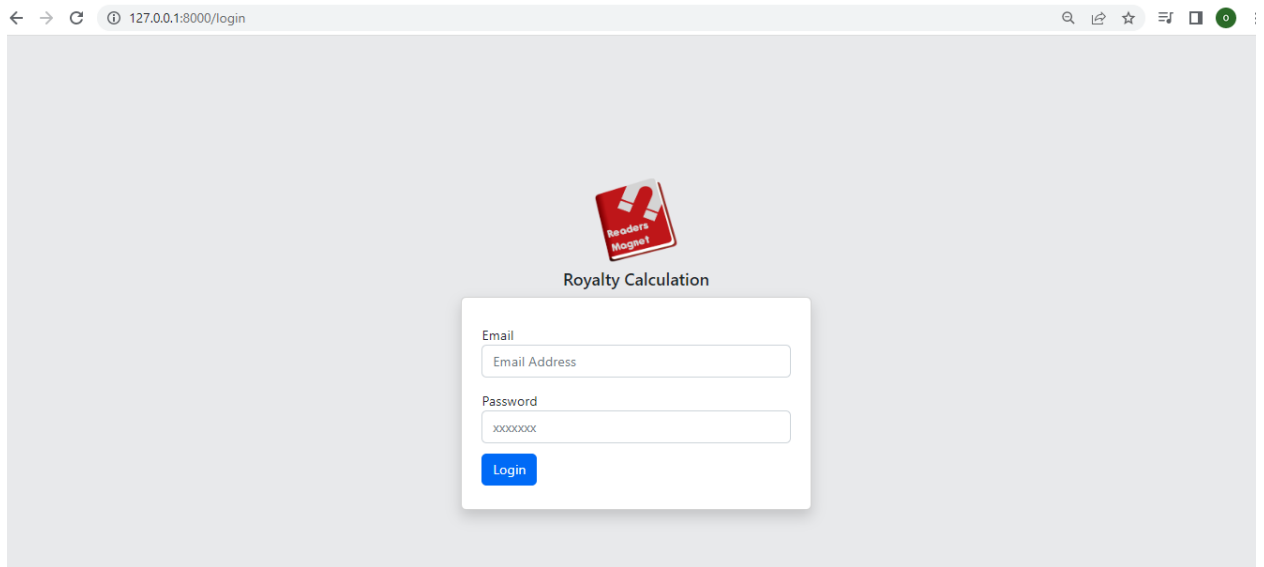 127.0.0.1:8000/login
O
Readers
Magnet
Royalty Calculation
Email
Email Address
Password
xxxxxxx
Login